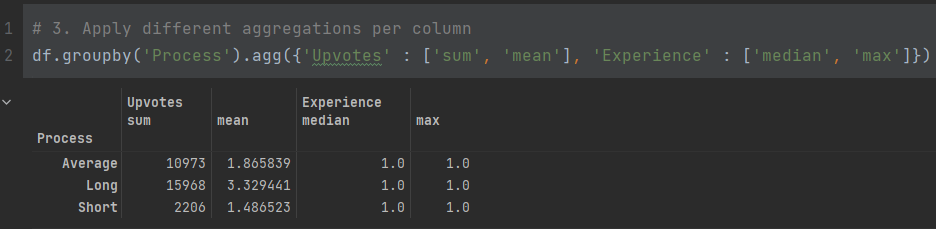 1 # 3. Apply different aggregations per column
2 df.groupby('Process').agg({'Upvotes' : ['sum', 'mean'], 'Experience' : ['median', 'max']})
Upvotes Experience
sum mean median max
Process
Average 10973 1.865839 1.0 1.0
Long 15968 3.329441 1.0 1.0
Short 2206 1.486523 1.0 1.0